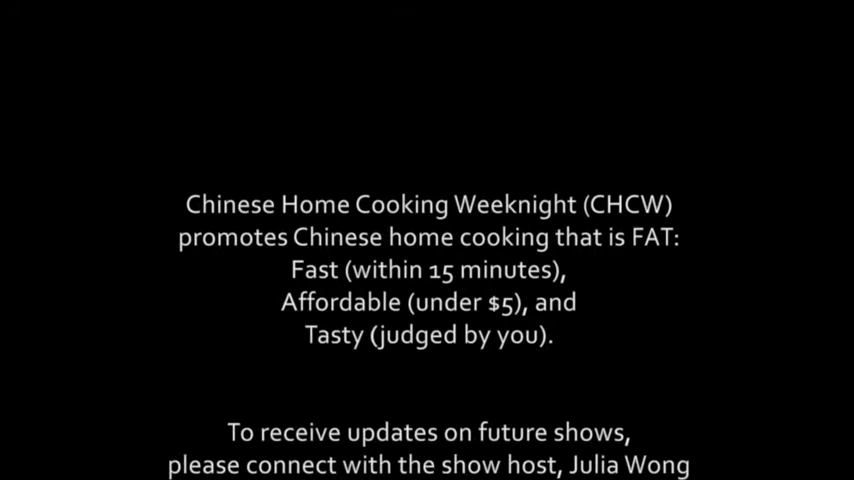 Chinese Home Cooking Weeknight (CHCW)
promotes Chinese home cooking that is FAT:
Fast (within 15 minutes),
Affordable (under $5), and
Tasty (judged by you).
To receive updates on future shows,
please connect with the show host, Julia Wong